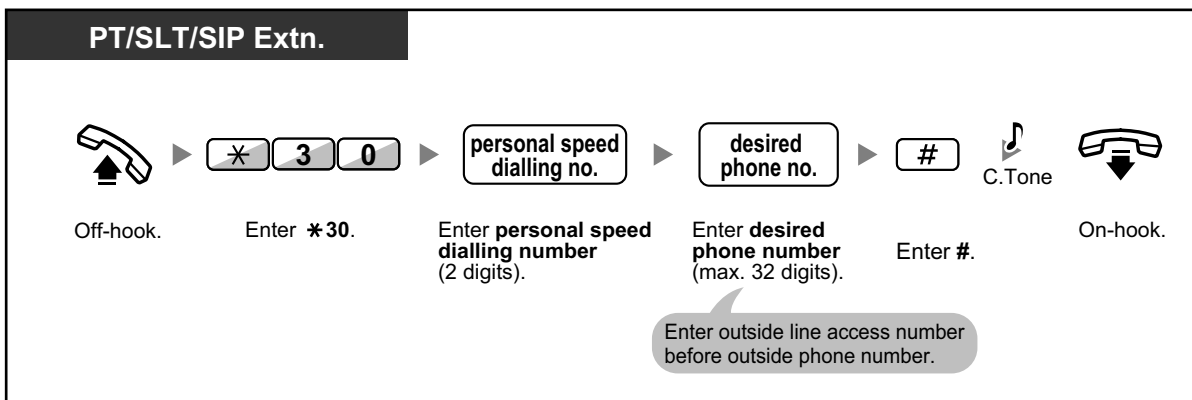 PT/SLT/SIP Extn.
* 3 0
personal speed
dialling no.
desired
phone no.
#
C.Tone
Off-hook.
Enter *30.
Enter personal speed
dialling number
(2 digits).
Enter desired
phone number
(max. 32 digits).
Enter #.
On-hook.
Enter outside line access number
before outside phone number.